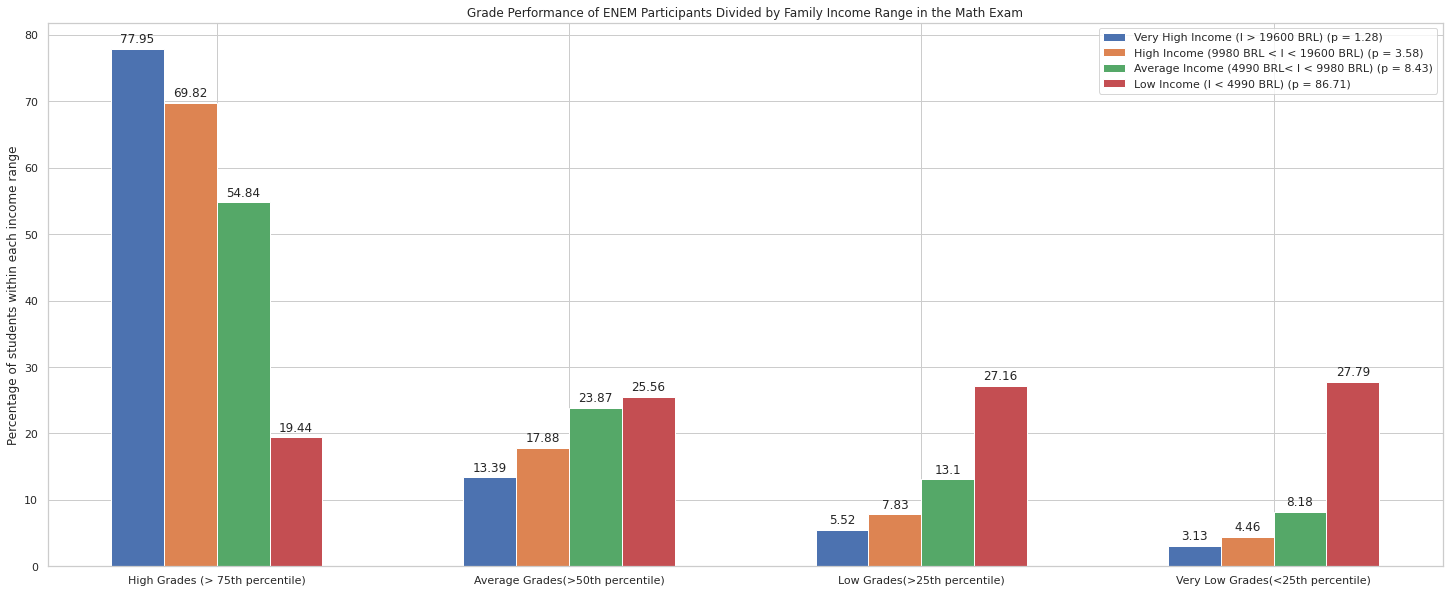 Grade Performance of ENEM Participants Divided by Family Income Range in the Math Exam
Very High Income (I > 19600 BRL) (p = 1.28)
High Income (9980 BRL < I < 19600 BRL) (p = 3.58)
Average Income (4990 BRL< I < 9980 BRL) (p = 8.43)
Low Income (I < 4990 BRL) (p = 86.71)
Percentage of students within each income range
80
70
60
50
40
30
20
10
0
77.95
69.82
54.84
19.44
13.39
17.88
23.87
25.56
5.52
7.83
13.1
27.16
3.13
4.46
8.18
27.79
High Grades (> 75th percentile)
Average Grades(>50th percentile)
Low Grades(>25th percentile)
Very Low Grades(<25th percentile)